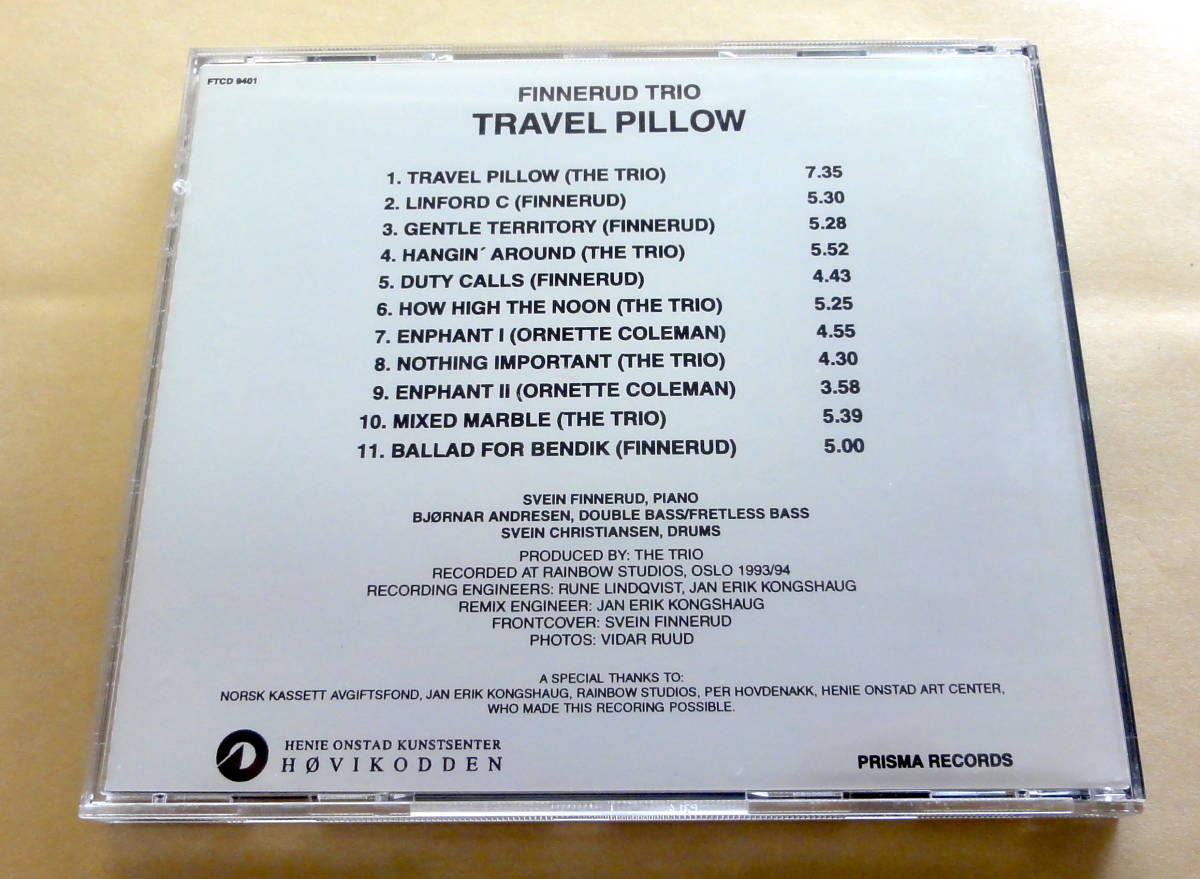 FTCD 9401
FINNERUD TRIO
TRAVEL PILLOW
1. TRAVEL PILLOW (THE TRIO) 7.35
2. LINFORD C (FINNERUD) 5.30
3. GENTLE TERRITORY (FINNERUD) 5.28
4. HANGIN´ AROUND (THE TRIO) 5.52
5. DUTY CALLS (FINNERUD) 4.43
6. HOW HIGH THE NOON (THE TRIO) 5.25
7. ENPHANT I (ORNETTE COLEMAN) 4.55
8. NOTHING IMPORTANT (THE TRIO) 4.30
9. ENPHANT II (ORNETTE COLEMAN) 3.58
10. MIXED MARBLE (THE TRIO) 5.39
11. BALLAD FOR BENDIK (FINNERUD) 5.00
SVEIN FINNERUD, PIANO
BJØRNAR ANDRESEN, DOUBLE BASS/FRETLESS BASS
SVEIN CHRISTIANSEN, DRUMS
PRODUCED BY: THE TRIO
RECORDED AT RAINBOW STUDIOS, OSLO 1993/94
RECORDING ENGINEERS: RUNE LINDQVIST, JAN ERIK KONGSHAUG
REMIX ENGINEER: JAN ERIK KONGSHAUG
FRONTCOVER: SVEIN FINNERUD
PHOTOS: VIDAR RUUD
A SPECIAL THANKS TO:
NORSK KASSETT AVGIFTSFOND, JAN ERIK KONGSHAUG, RAINBOW STUDIOS, PER HOVDENAKK, HENIE ONSTAD ART CENTER,
WHO MADE THIS RECORING POSSIBLE.
HENIE ONSTAD KUNSTSENTER
HØVIKODDEN
PRISMA RECORDS